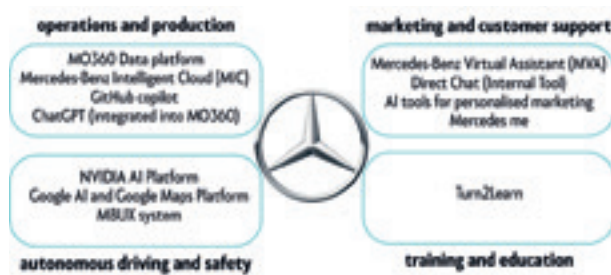 operations and production
MO360 Data platform
Mercedes-Benz Intelligent Cloud [MIC]
GitHub copilot
ChatGPT (integrated into MO360)
marketing and customer support
Mercedes-Benz Virtual Assistant (MVA)
Direct Chat (Internal Tool)
AI tools for personalised marketing
Mercedes me
NVIDIA AI Platform
Google AI and Google Maps Platform
MBUX system
autonomous driving and safety
Turn2Learn
training and education